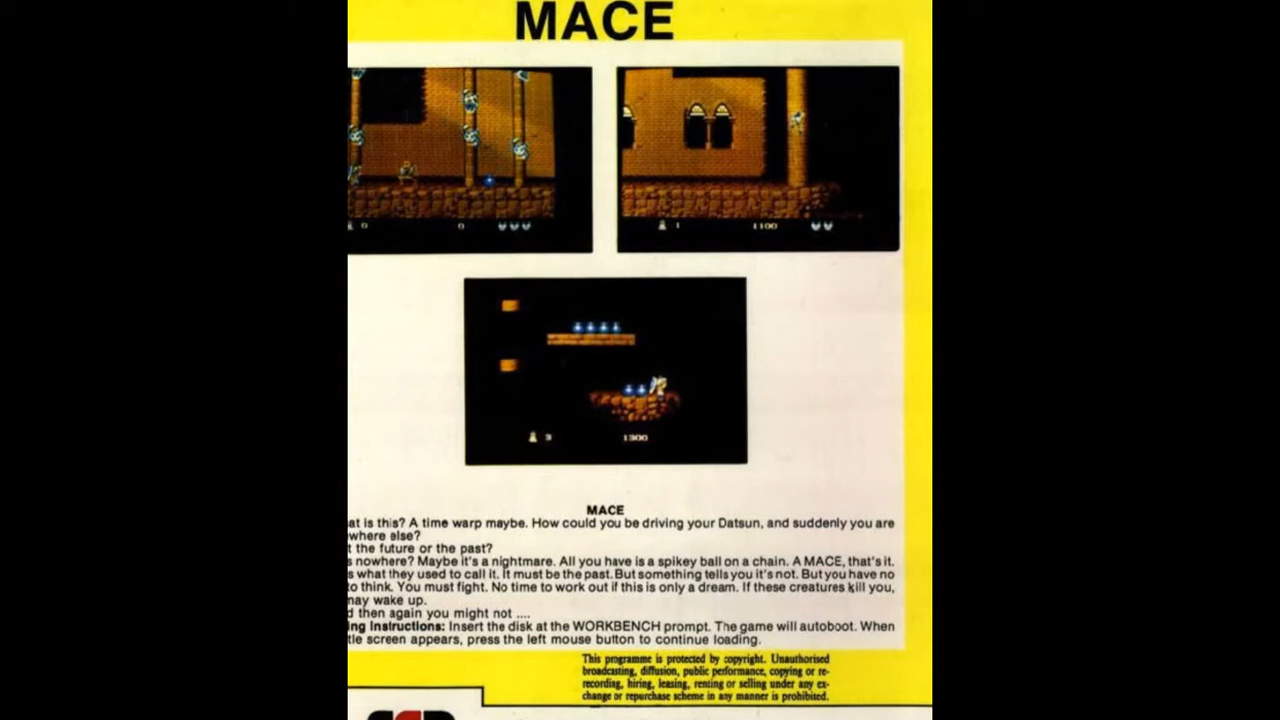 MACE
0 0
1 1100
3 1300
MACE
at is this? A time warp maybe. How could you be driving your Datsun, and suddenly you are
where else?
t the future or the past?
s nowhere? Maybe it's a nightmare. All you have is a spikey ball on a chain. A MACE, that's it.
s what they used to call it. It must be the past. But something tells you it's not. But you have no
to think. You must fight. No time to work out if this is only a dream. If these creatures kill you,
may wake up.
d then again you might not ....
ing Instructions: Insert the disk at the WORKBENCH prompt. The game will autoboot. When
tle screen appears, press the left mouse button to continue loading.
This programme is protected by copyright. Unauthorised
broadcasting, diffusion, public performance, copying or re-
recording, hiring, leasing, renting or selling under any ex-
change or repurchase scheme in any manner is prohibited.